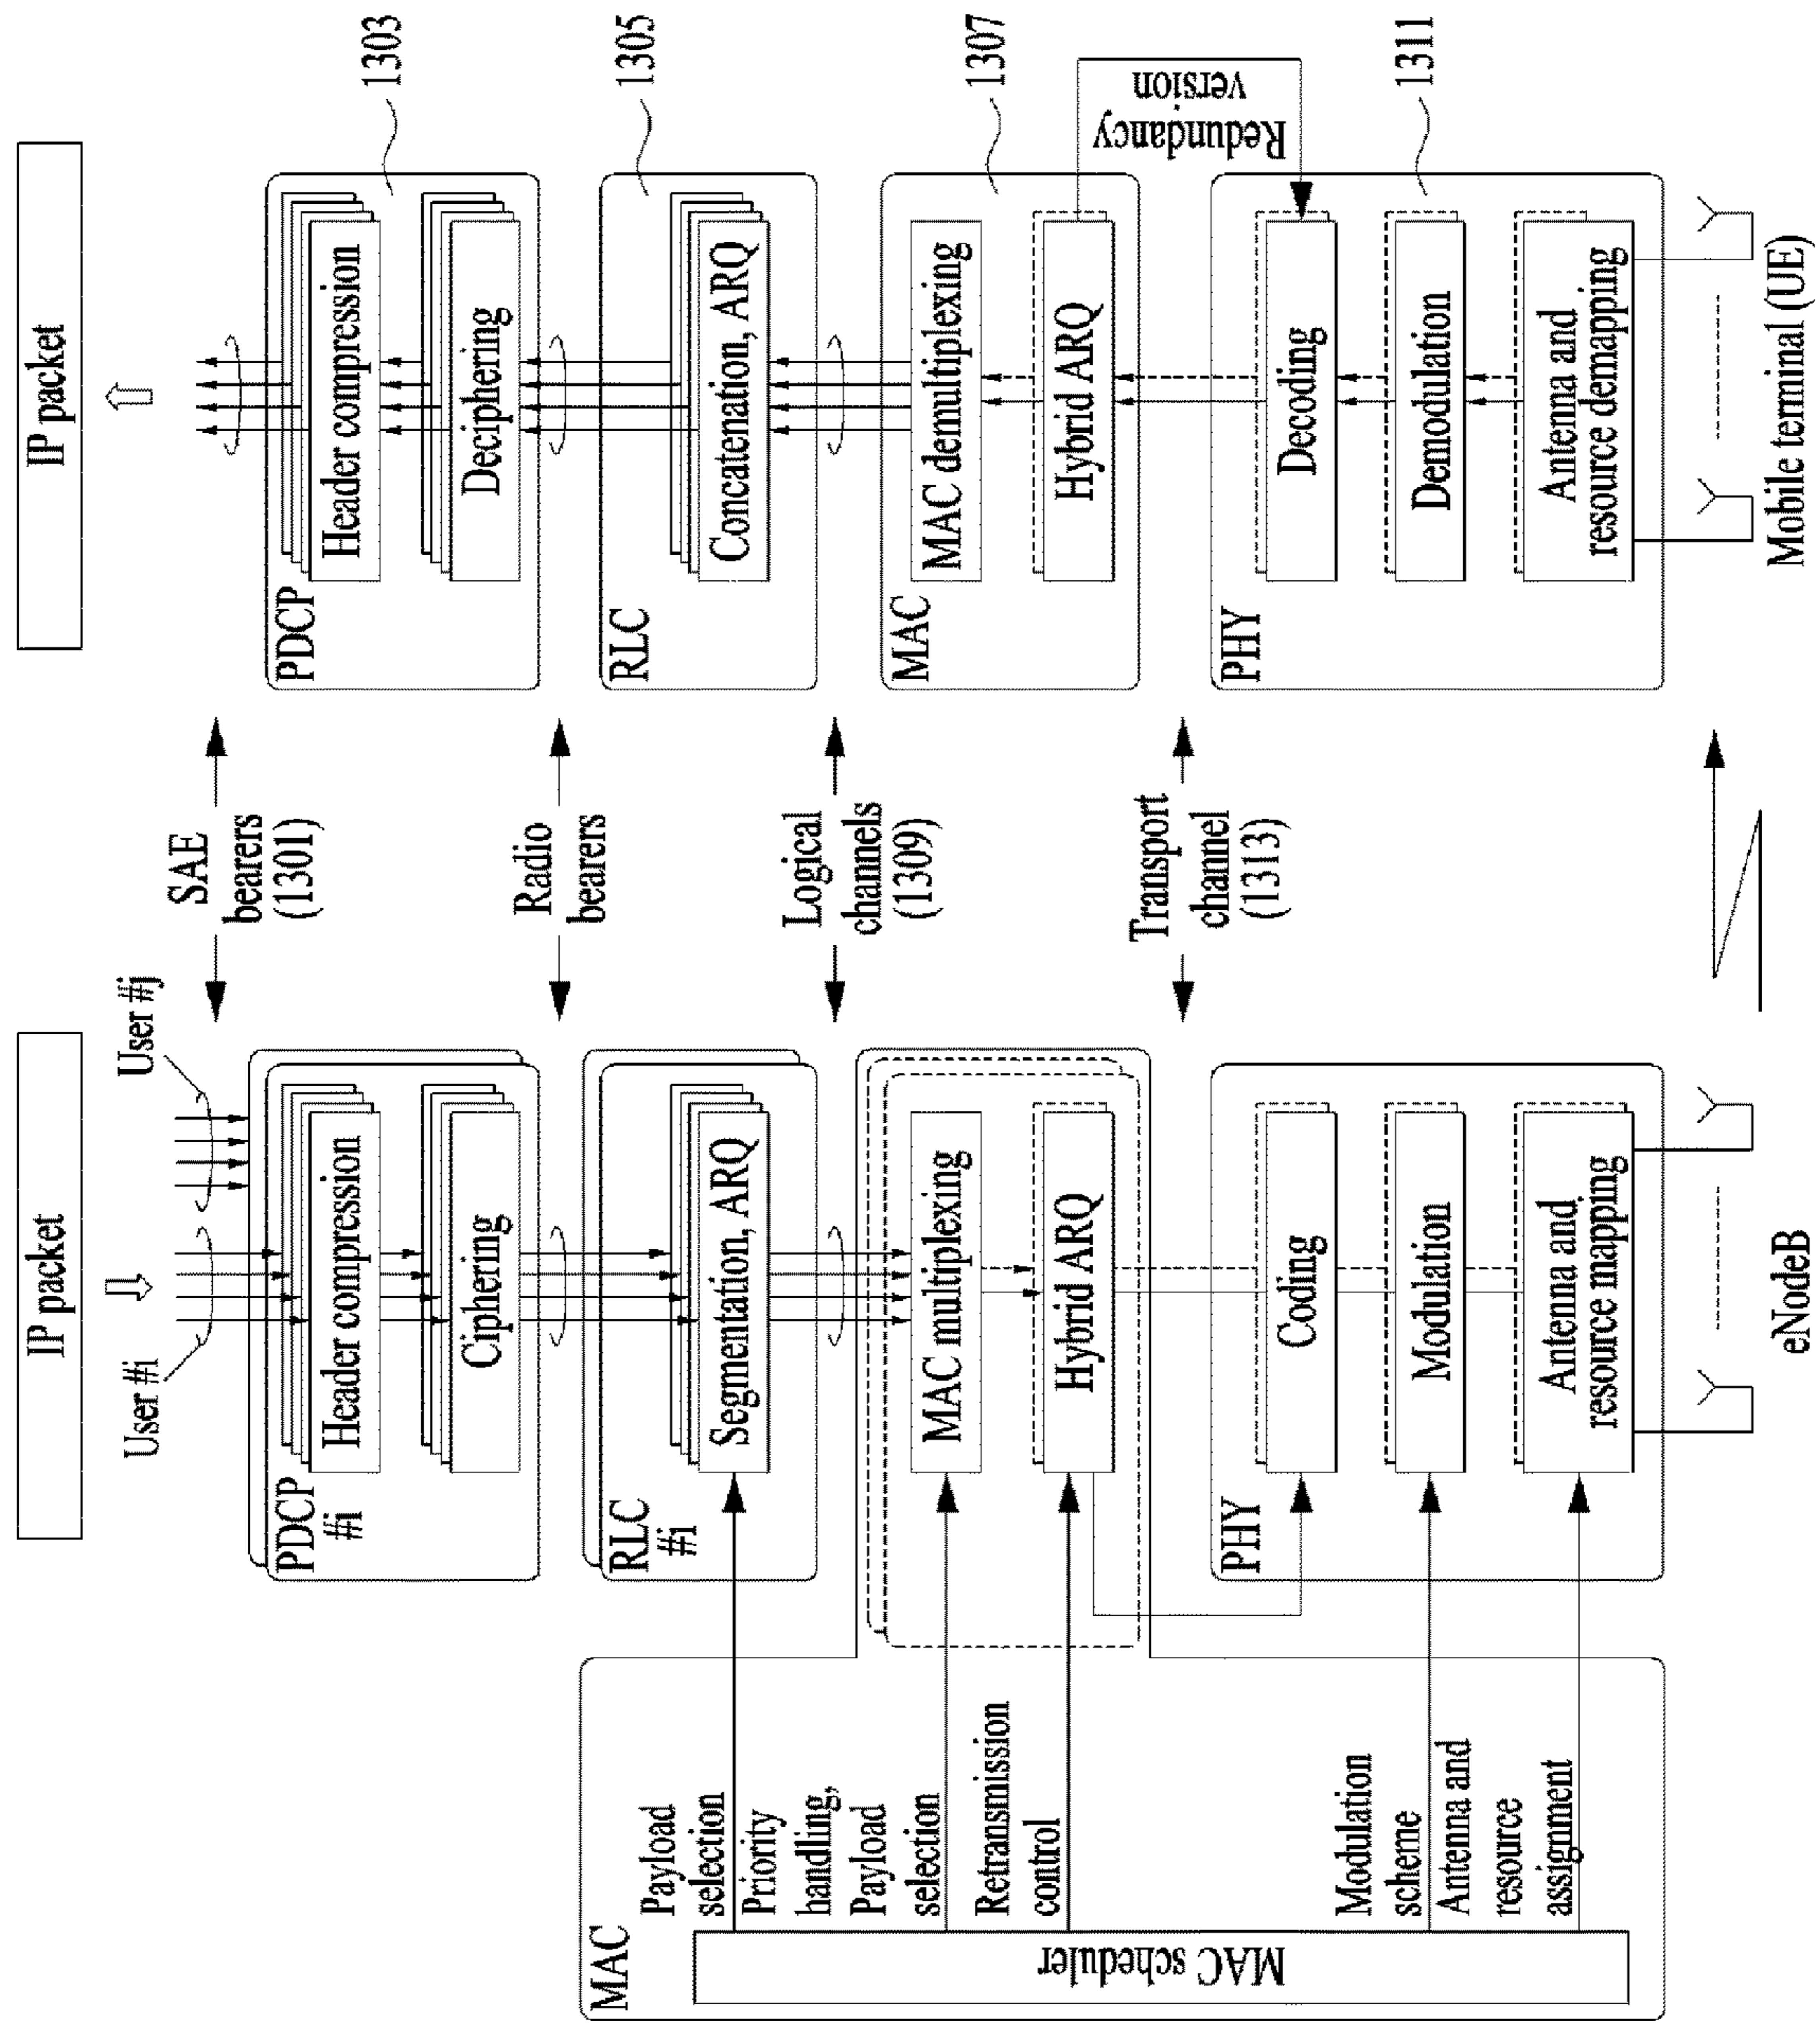 IP packet
IP packet
User #i
User #j
SAE
bearers
(1301)
PDCP
#i
Header compression
Ciphering
PDCP
Header compression
Deciphering
1303
Radio
bearers
RLC
#i
Segmentation, ARQ
RLC
Concatenation, ARQ
1305
Logical
channels
(1309)
MAC
MAC scheduler
Payload
selection
Priority
handling,
Payload
selection
Retransmission
control
Modulation
scheme
Antenna and
resource
assignment
MAC multiplexing
Hybrid ARQ
MAC
MAC demultiplexing
Hybrid ARQ
1307
Redundancy
version
Transport
channel
(1313)
PHY
Coding
Modulation
Antenna and
resource mapping
PHY
Decoding
Demodulation
Antenna and
resource demapping
1311
eNodeB
Mobile terminal (UE)